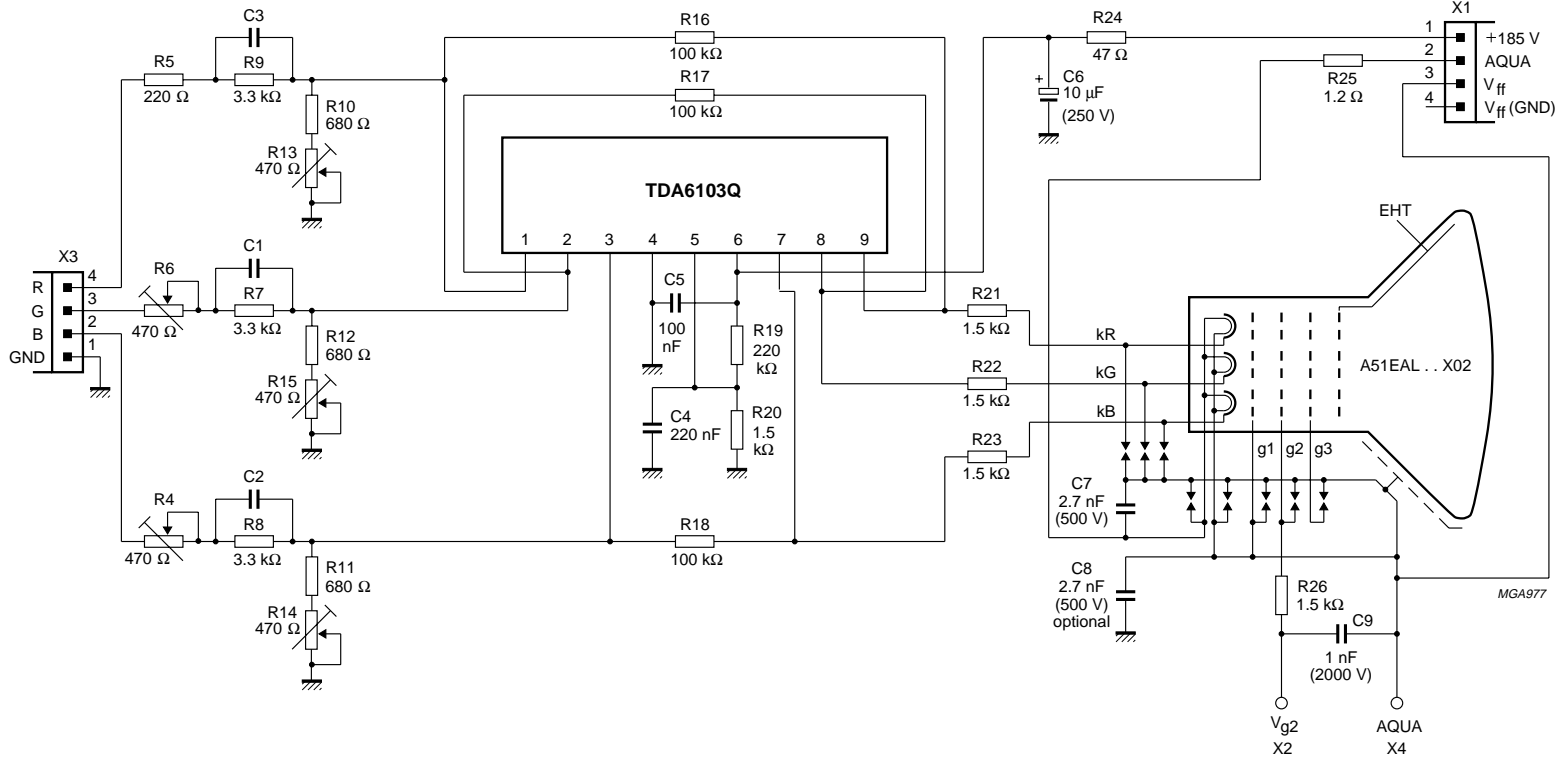 C3
R5
220 Ω
R9
3.3 kΩ
R10
680 Ω
R13
470 Ω
R16
100 kΩ
R17
100 kΩ
R24
47 Ω
+
C6
10 µF
(250 V)
R25
1.2 Ω
X1
1
+185 V
2
AQUA
3
Vff
4
Vff (GND)
TDA6103Q
1
2
3
4
5
6
7
8
9
X3
R
4
G
3
B
2
GND
1
R6
470 Ω
C1
R7
3.3 kΩ
R12
680 Ω
R15
470 Ω
C5
100
nF
R19
220
kΩ
C4
220 nF
R20
1.5
kΩ
R21
1.5 kΩ
R22
1.5 kΩ
R23
1.5 kΩ
kR
kG
kB
EHT
A51EAL . . X02
g1
g2
g3
R4
470 Ω
C2
R8
3.3 kΩ
R11
680 Ω
R14
470 Ω
R18
100 kΩ
C7
2.7 nF
(500 V)
C8
2.7 nF
(500 V)
optional
R26
1.5 kΩ
C9
1 nF
(2000 V)
MGA977
Vg2
X2
AQUA
X4